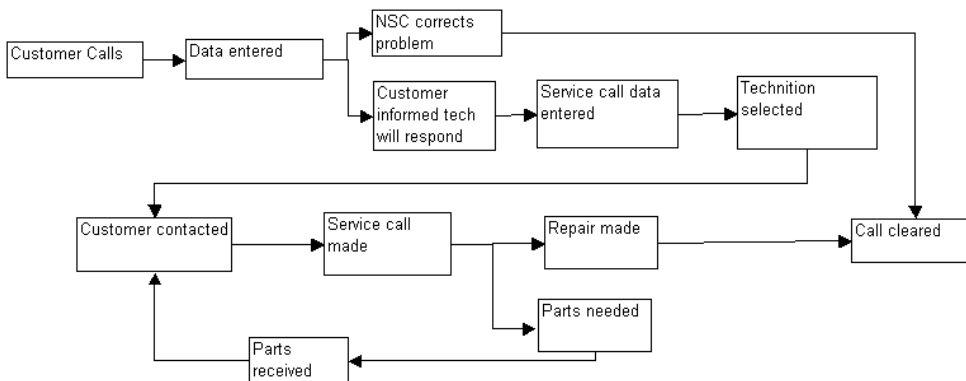 NSC corrects
problem
Customer Calls
Data entered
Customer
informed tech
will respond
Service call data
entered
Technition
selected
Customer contacted
Service call
made
Repair made
Call cleared
Parts needed
Parts
received